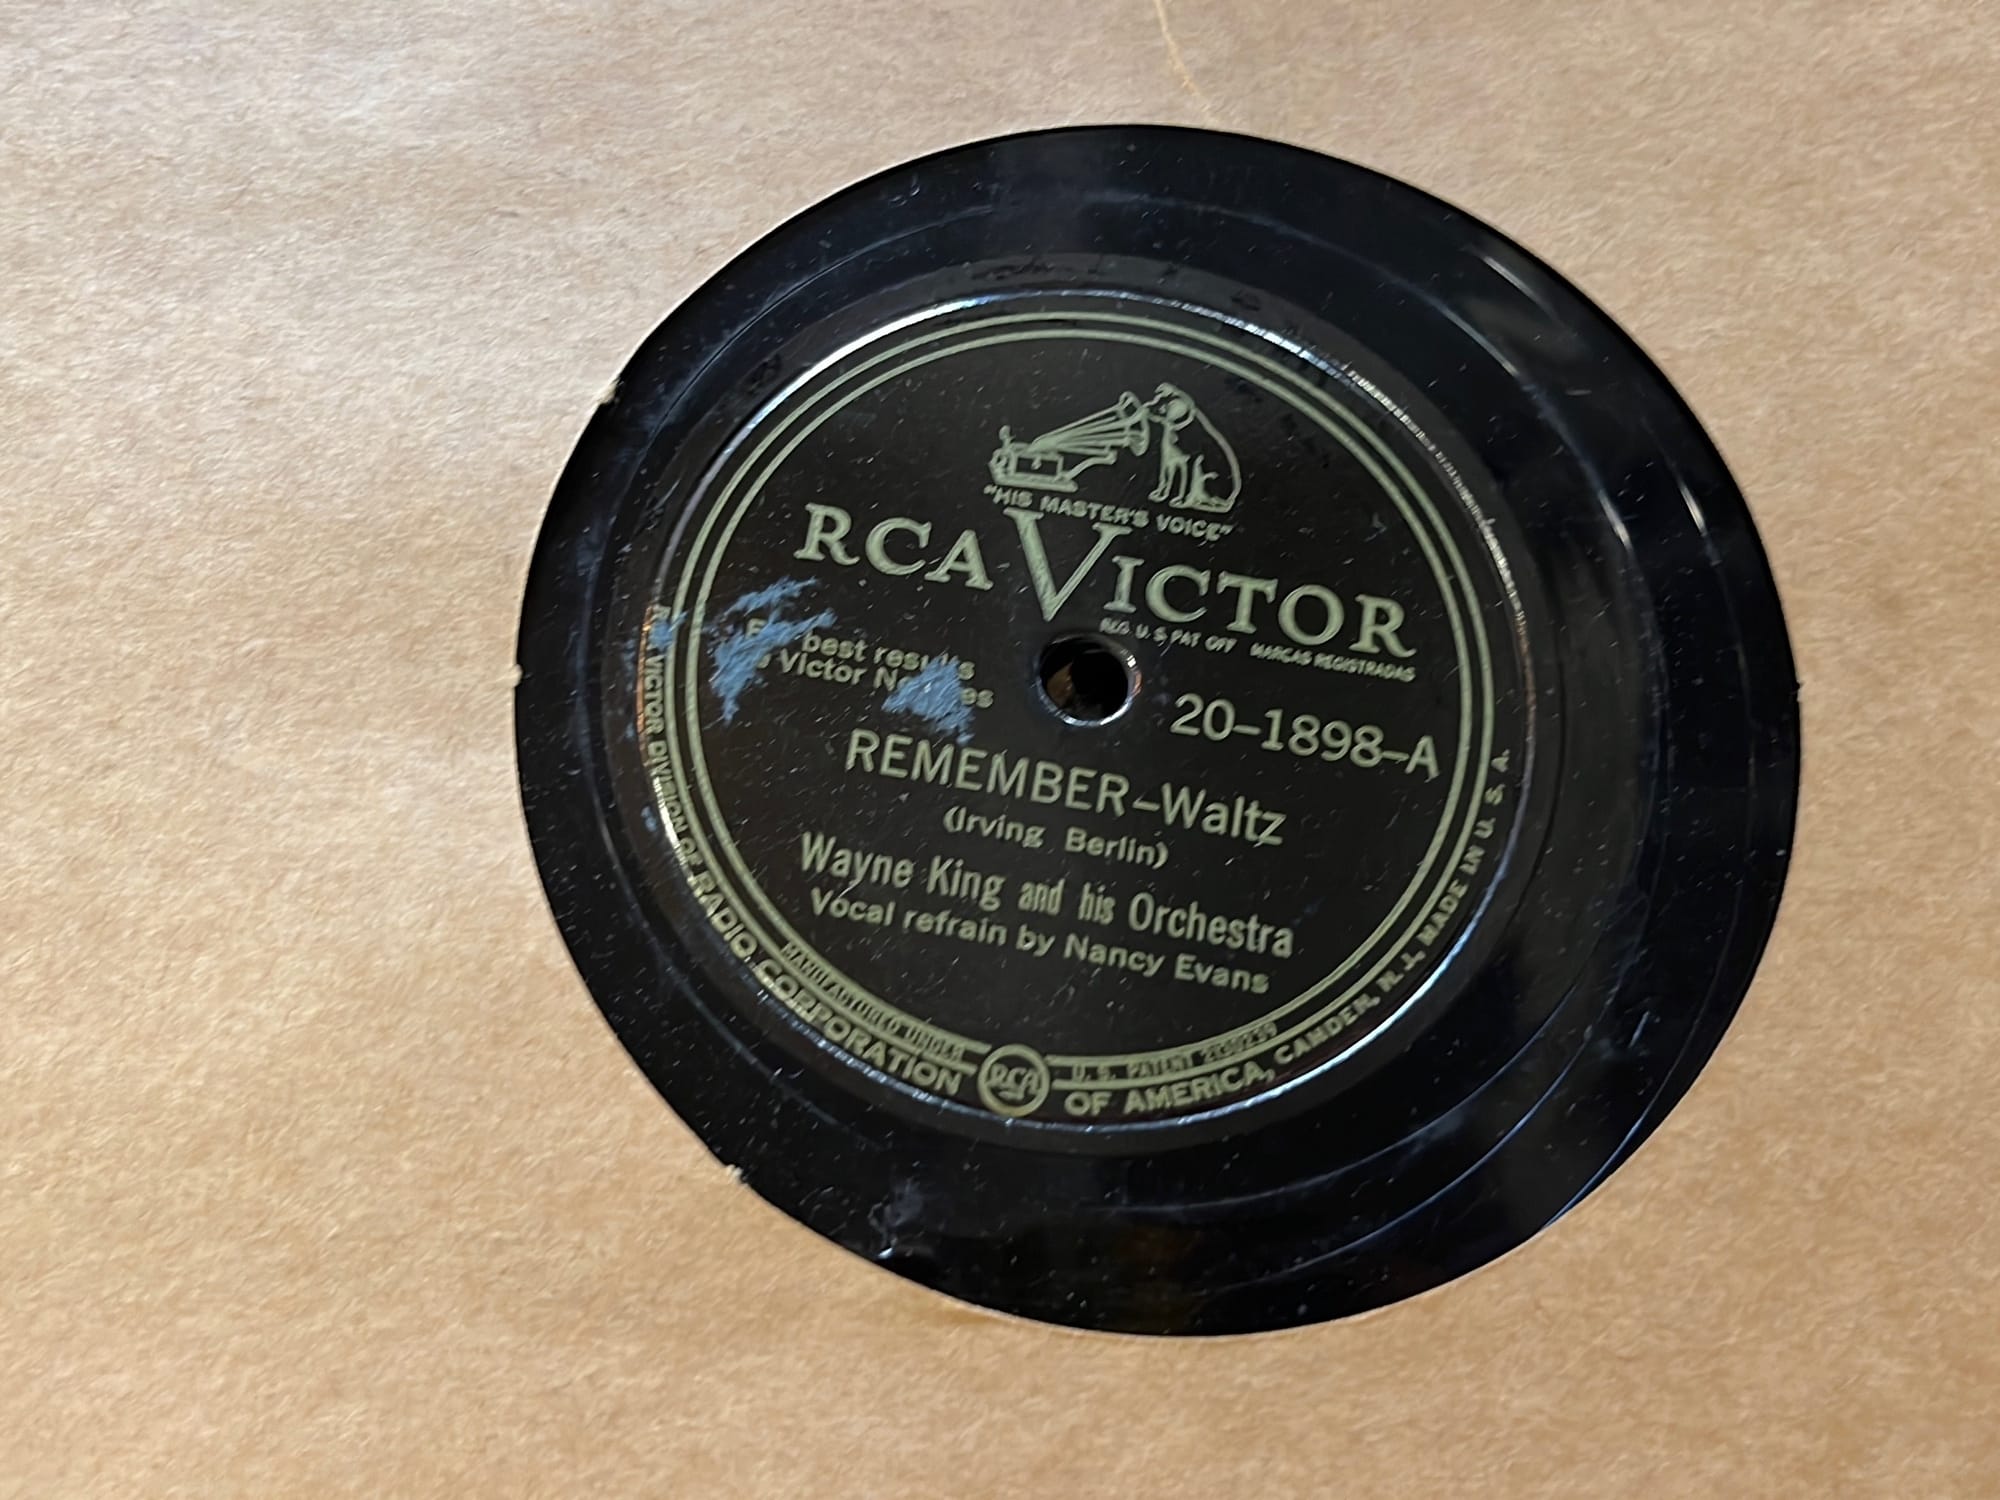 "HIS MASTER'S VOICE"
RCA VICTOR
REG. U. S. PAT. OFF. MARCAS REGISTRADAS
best results
Victor
20-1898-A
REMEMBER-Waltz
(Irving Berlin)
Wayne King and his Orchestra
Vocal refrain by Nancy Evans
MANUFACTURED UNDER
RCA
U. S. PATENT 2130239
VICTOR DIVISION OF RADIO CORPORATION OF AMERICA, CAMDEN, N. J. MADE IN U. S. A.